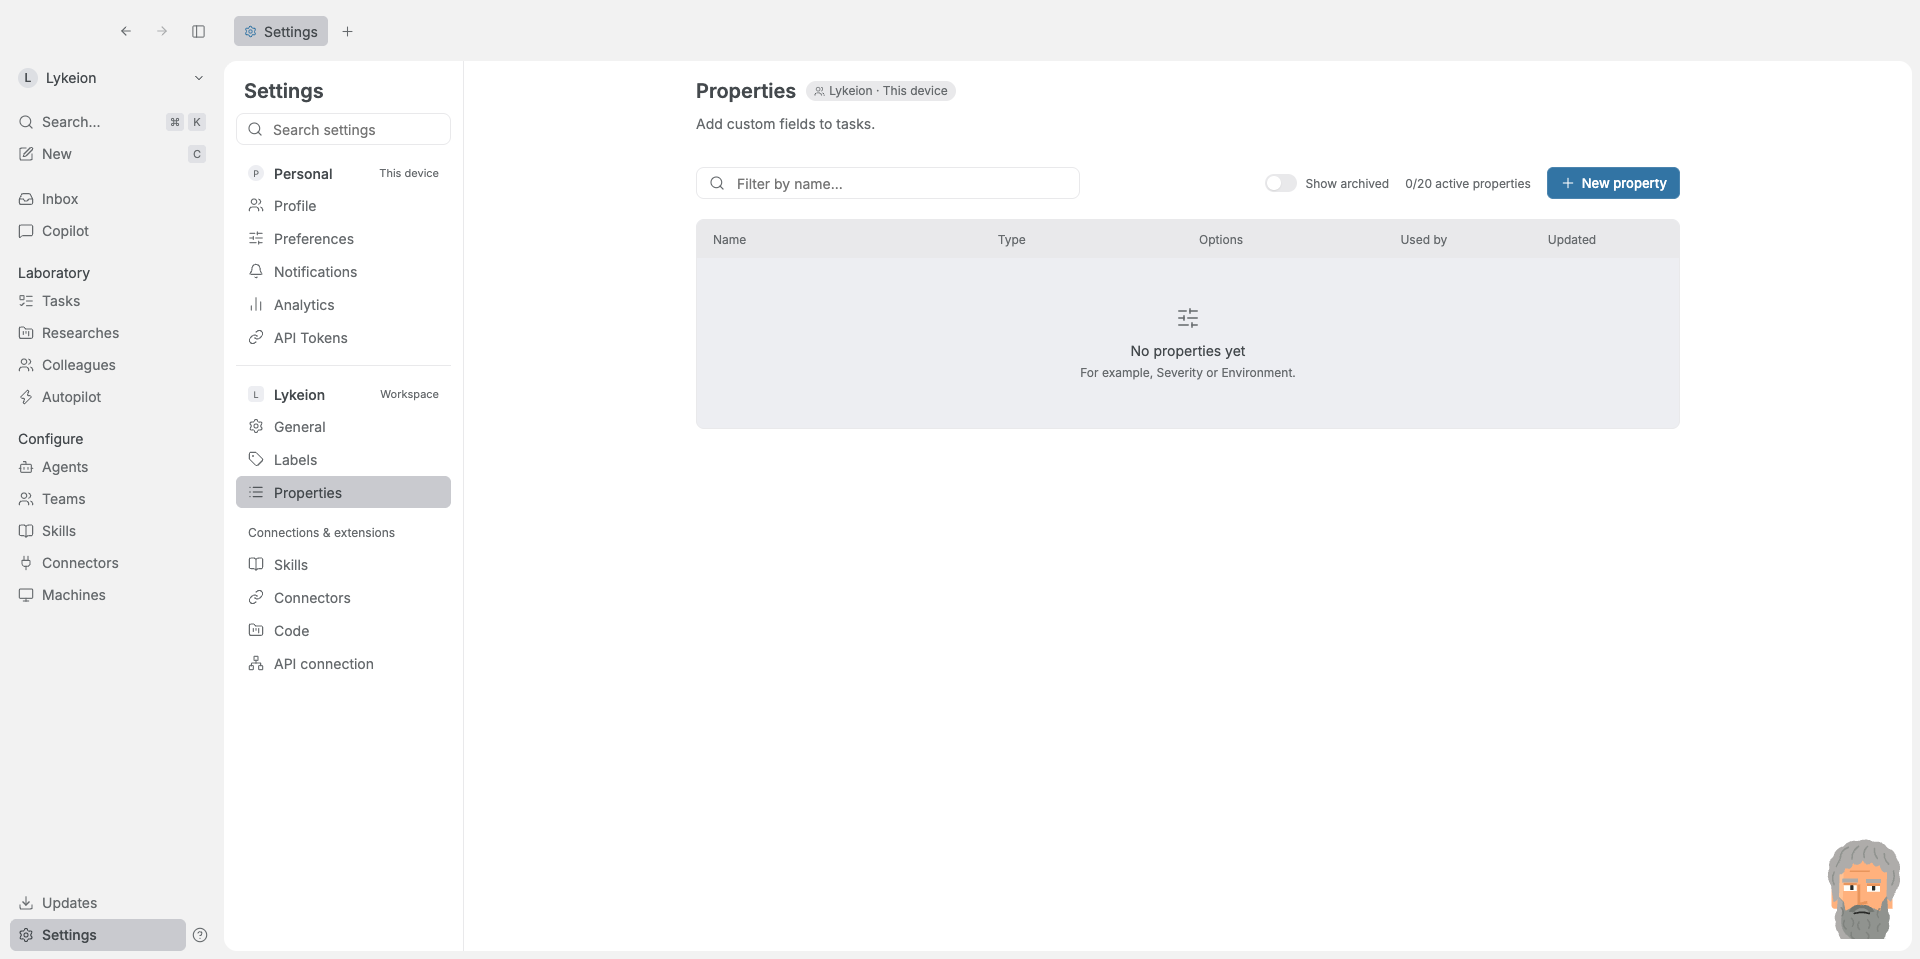 Settings
L Lykeion
Search... ⌘ K
New C
Inbox
Copilot
Laboratory
Tasks
Researches
Colleagues
Autopilot
Configure
Agents
Teams
Skills
Connectors
Machines
Updates
Settings
Settings
Search settings
P Personal This device
Profile
Preferences
Notifications
Analytics
API Tokens
L Lykeion Workspace
General
Labels
Properties
Connections & extensions
Skills
Connectors
Code
API connection
Properties Lykeion · This device
Add custom fields to tasks.
Filter by name... Show archived 0/20 active properties + New property
Name Type Options Used by Updated
No properties yet
For example, Severity or Environment.